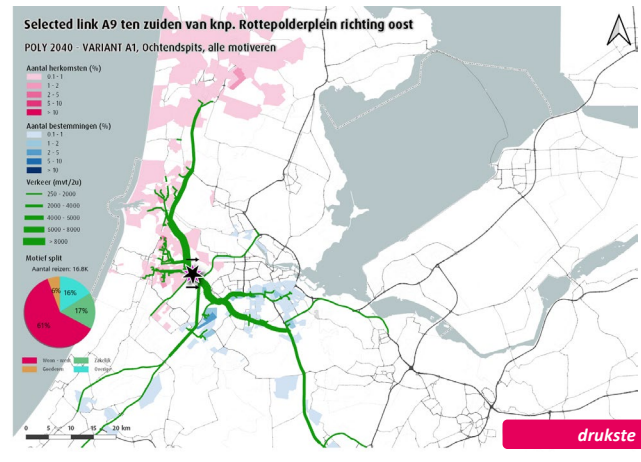 Selected link A9 ten zuiden van knp. Rottepolderplein richting oost
POLY 2040 - VARIANT A1, Ochtendspits, alle motiveren
Aantal herkomsten (%)
0.1 - 1
1 - 2
2 - 5
5 - 10
> 10
Aantal bestemmingen (%)
0.1 - 1
1 - 2
2 - 5
5 - 10
> 10
Verkeer (mvt/2u)
250 - 2000
2000 - 4000
4000 - 5000
6000 - 8000
> 8000
Motief split
Aantal reizen: 16.8K
6%
16%
17%
61%
Woon - werk
Zakelijk
Goederen
Overige
0 5 10 15 20 km
drukste